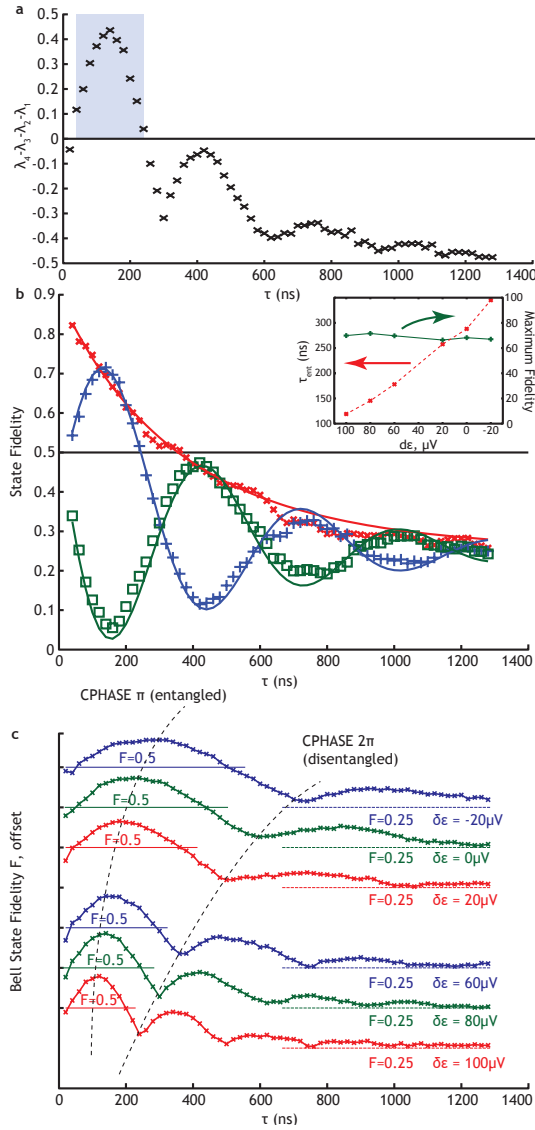 a
0.5
0.4
0.3
0.2
0.1
0
-0.1
-0.2
-0.3
-0.4
-0.5
λ4-λ3-λ2-λ1
0 200 400 600 800 1000 1200 1400
τ (ns)
b
0.9
0.8
0.7
0.6
0.5
0.4
0.3
0.2
0.1
0
State Fidelity
350
300
250
200
150
100
τent (ns)
100
80
60
40
20
0
Maximum Fidelity
100 80 60 40 20 0 -20
dε, μV
0 200 400 600 800 1000 1200 1400
τ (ns)
CPHASE π (entangled)
c
CPHASE 2π
(disentangled)
F=0.5
F=0.25 δε = -20μV
F=0.5
F=0.25 δε = 0μV
F=0.5
F=0.25 δε = 20μV
F=0.5
F=0.25 δε = 60μV
F=0.5
F=0.25 δε = 80μV
F=0.5
F=0.25 δε = 100μV
Bell State Fidelity F, offset
0 200 400 600 800 1000 1200 1400
τ (ns)